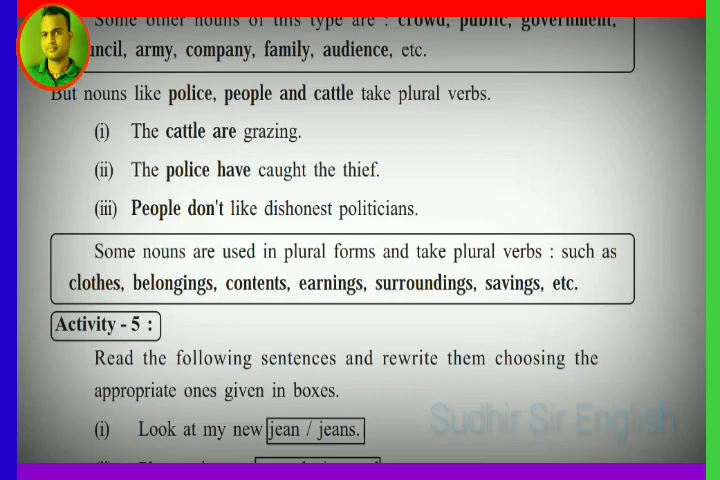 Some other nouns of this type are : crowd, public, government,
council, army, company, family, audience, etc.
But nouns like police, people and cattle take plural verbs.
(i) The cattle are grazing.
(ii) The police have caught the thief.
(iii) People don't like dishonest politicians.
Some nouns are used in plural forms and take plural verbs : such as
clothes, belongings, contents, earnings, surroundings, savings, etc.
Activity - 5 :
Read the following sentences and rewrite them choosing the
appropriate ones given in boxes.
(i) Look at my new jean / jeans.
Sudhir Sir English